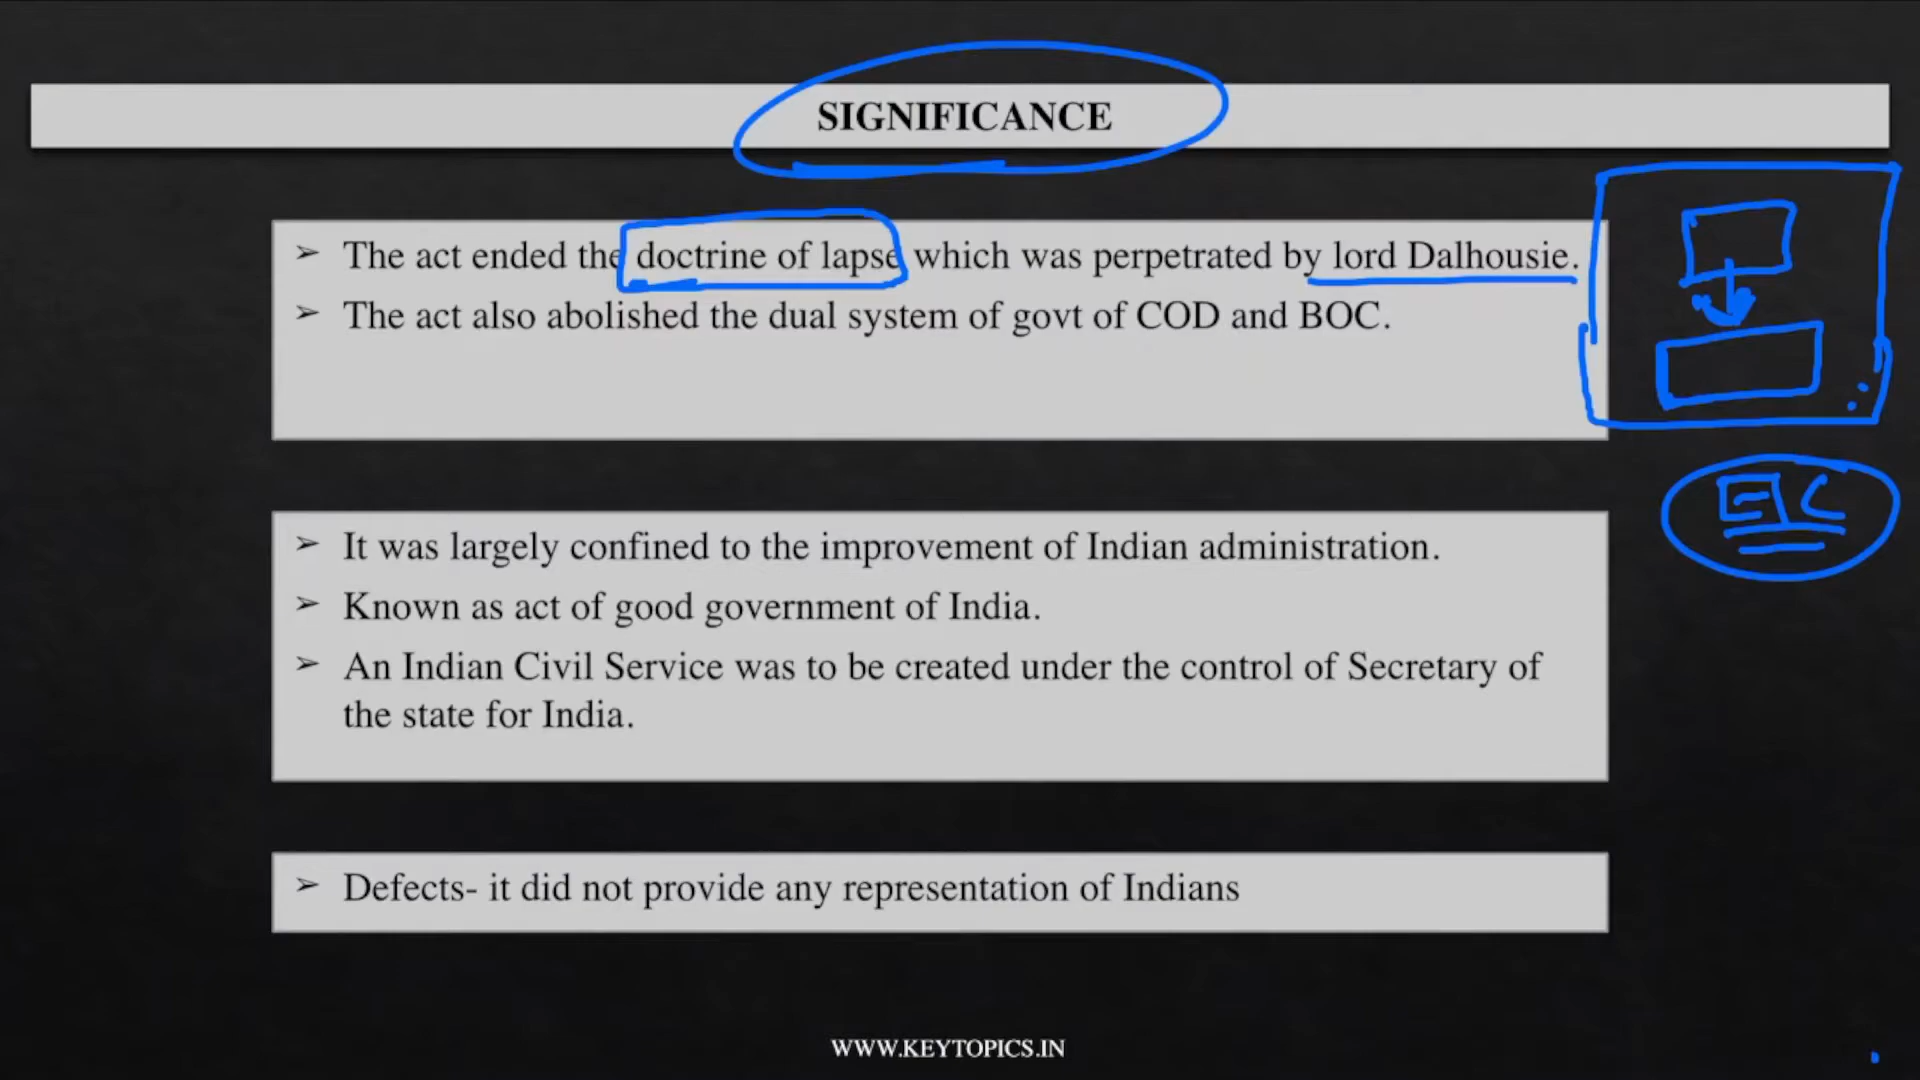 SIGNIFICANCE
➢ The act ended the doctrine of lapse which was perpetrated by lord Dalhousie.
➢ The act also abolished the dual system of govt of COD and BOC.
EIC
➢ It was largely confined to the improvement of Indian administration.
➢ Known as act of good government of India.
➢ An Indian Civil Service was to be created under the control of Secretary of
the state for India.
➢ Defects- it did not provide any representation of Indians
WWW.KEYTOPICS.IN